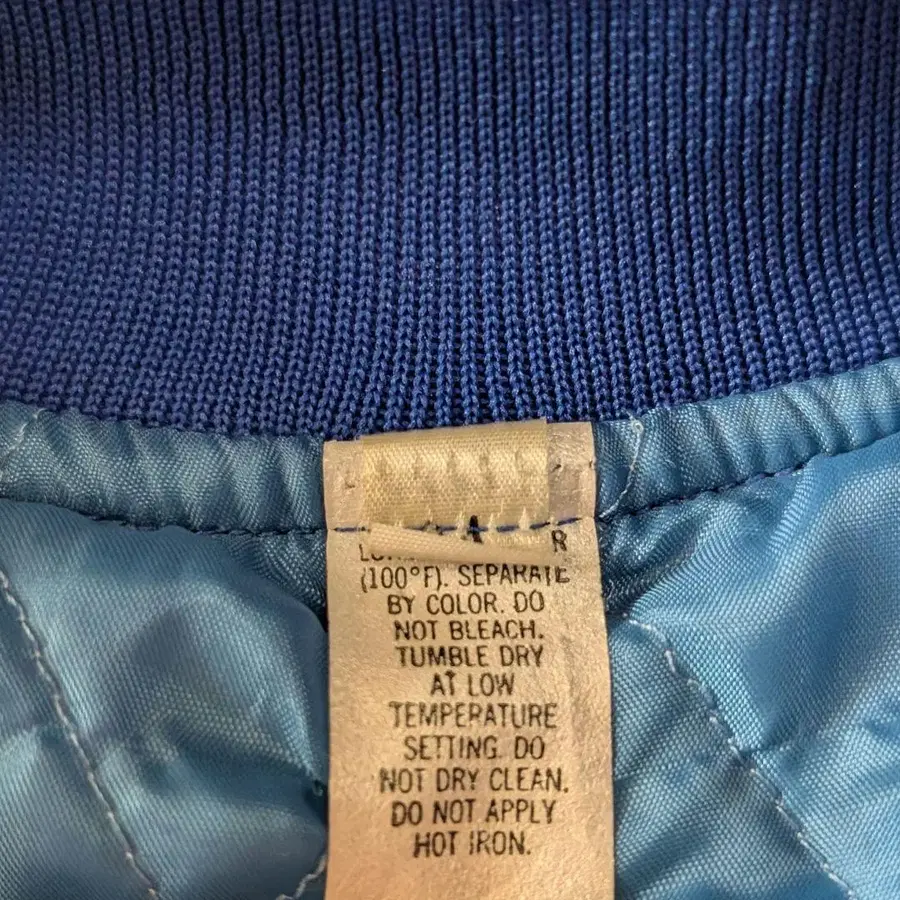 R
(100°F). SEPARATE
BY COLOR. DO
NOT BLEACH.
TUMBLE DRY
AT LOW
TEMPERATURE
SETTING. DO
NOT DRY CLEAN.
DO NOT APPLY
HOT IRON.